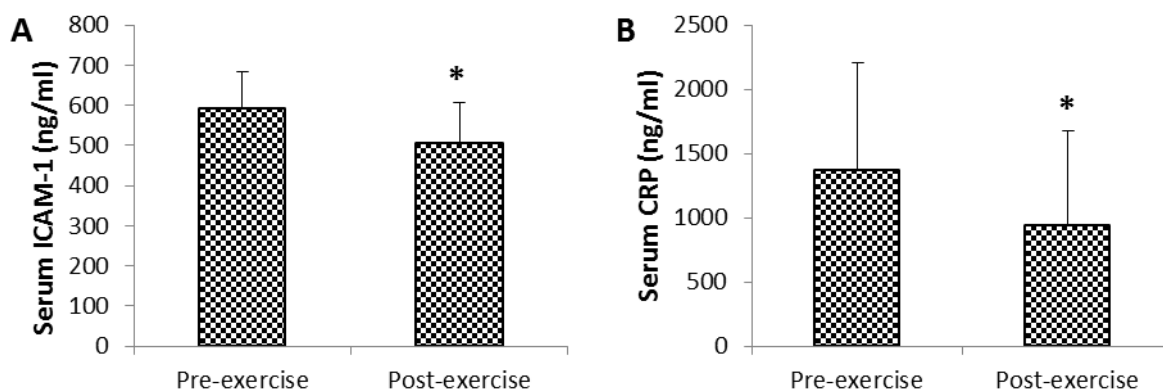 A
Serum ICAM-1 (ng/ml)
800
700
600
500
400
300
200
100
0
*
Pre-exercise
Post-exercise
B
Serum CRP (ng/ml)
2500
2000
1500
1000
500
0
*
Pre-exercise
Post-exercise